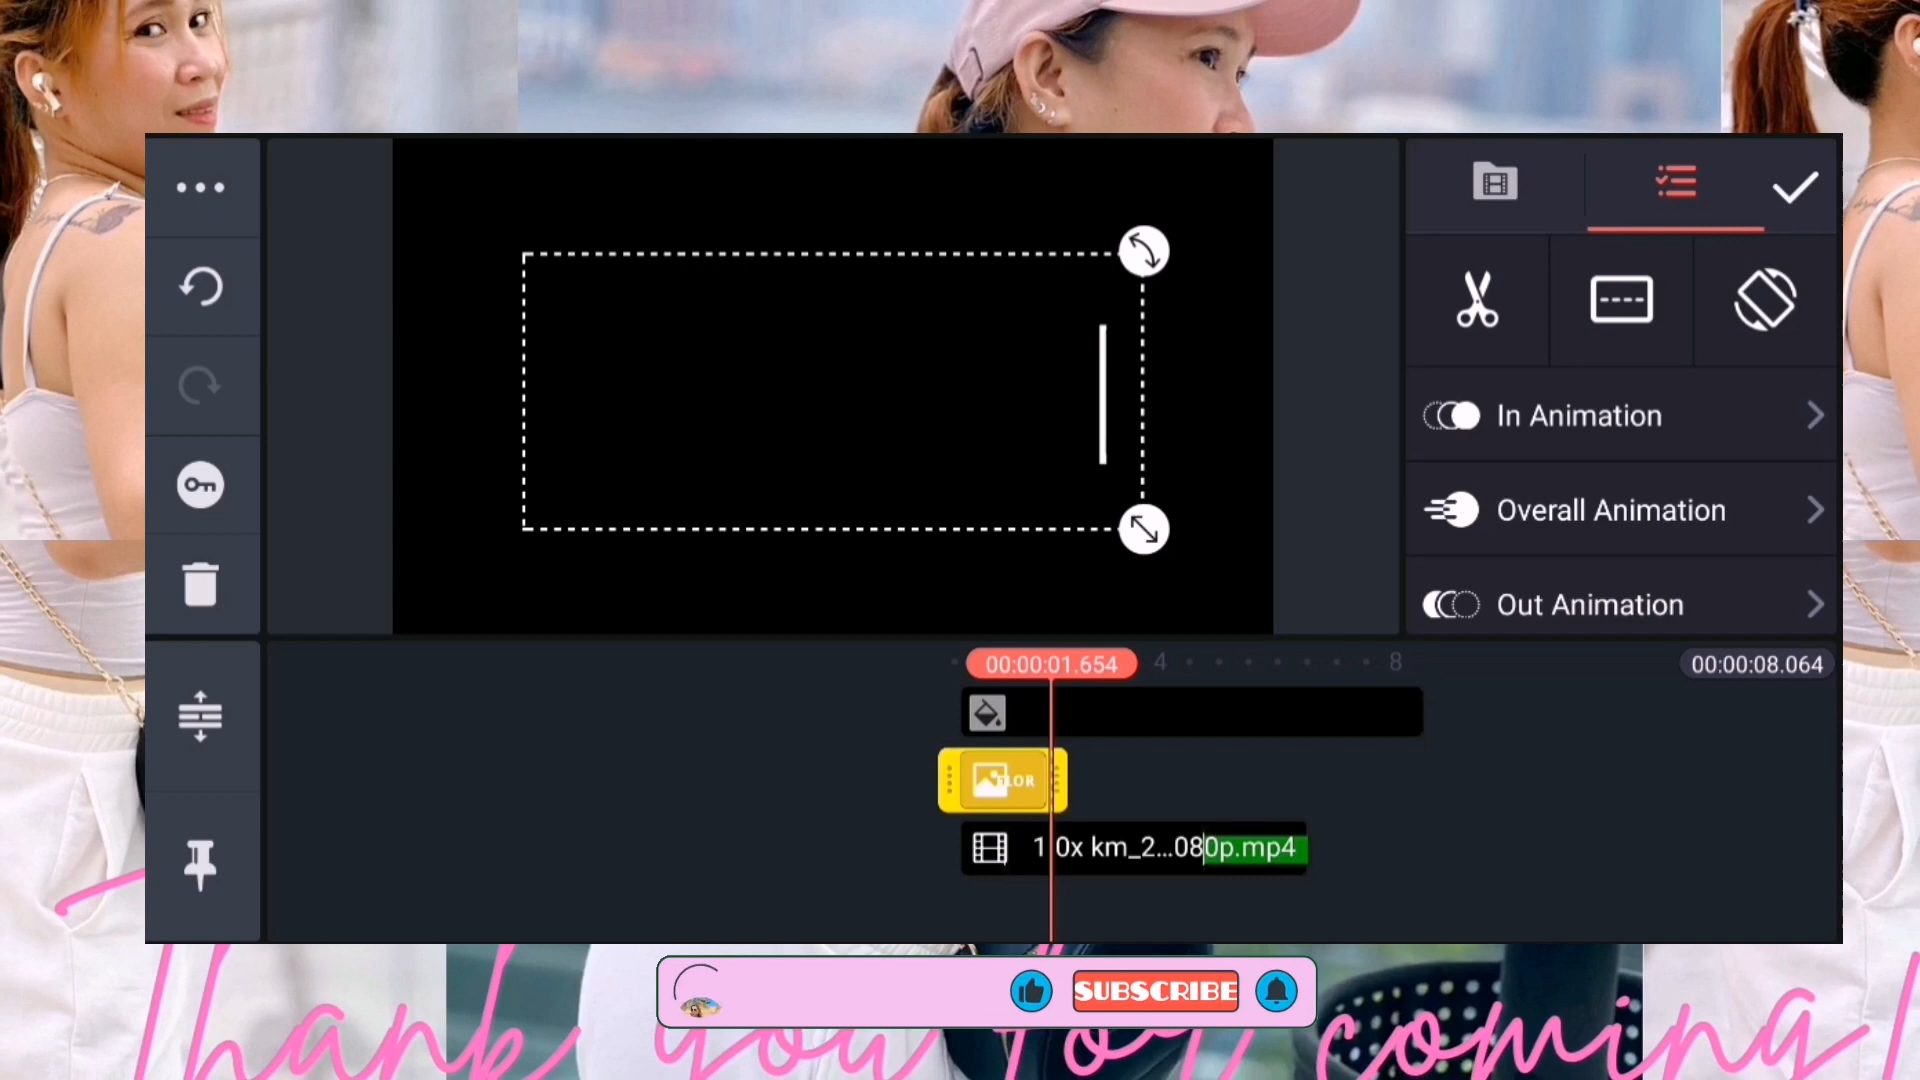 In Animation
Overall Animation
Out Animation
00:00:01.654
4
8
00:00:08.064
LOR
1.0x km_2...080p.mp4
SUBSCRIBE
Thank you for coming!